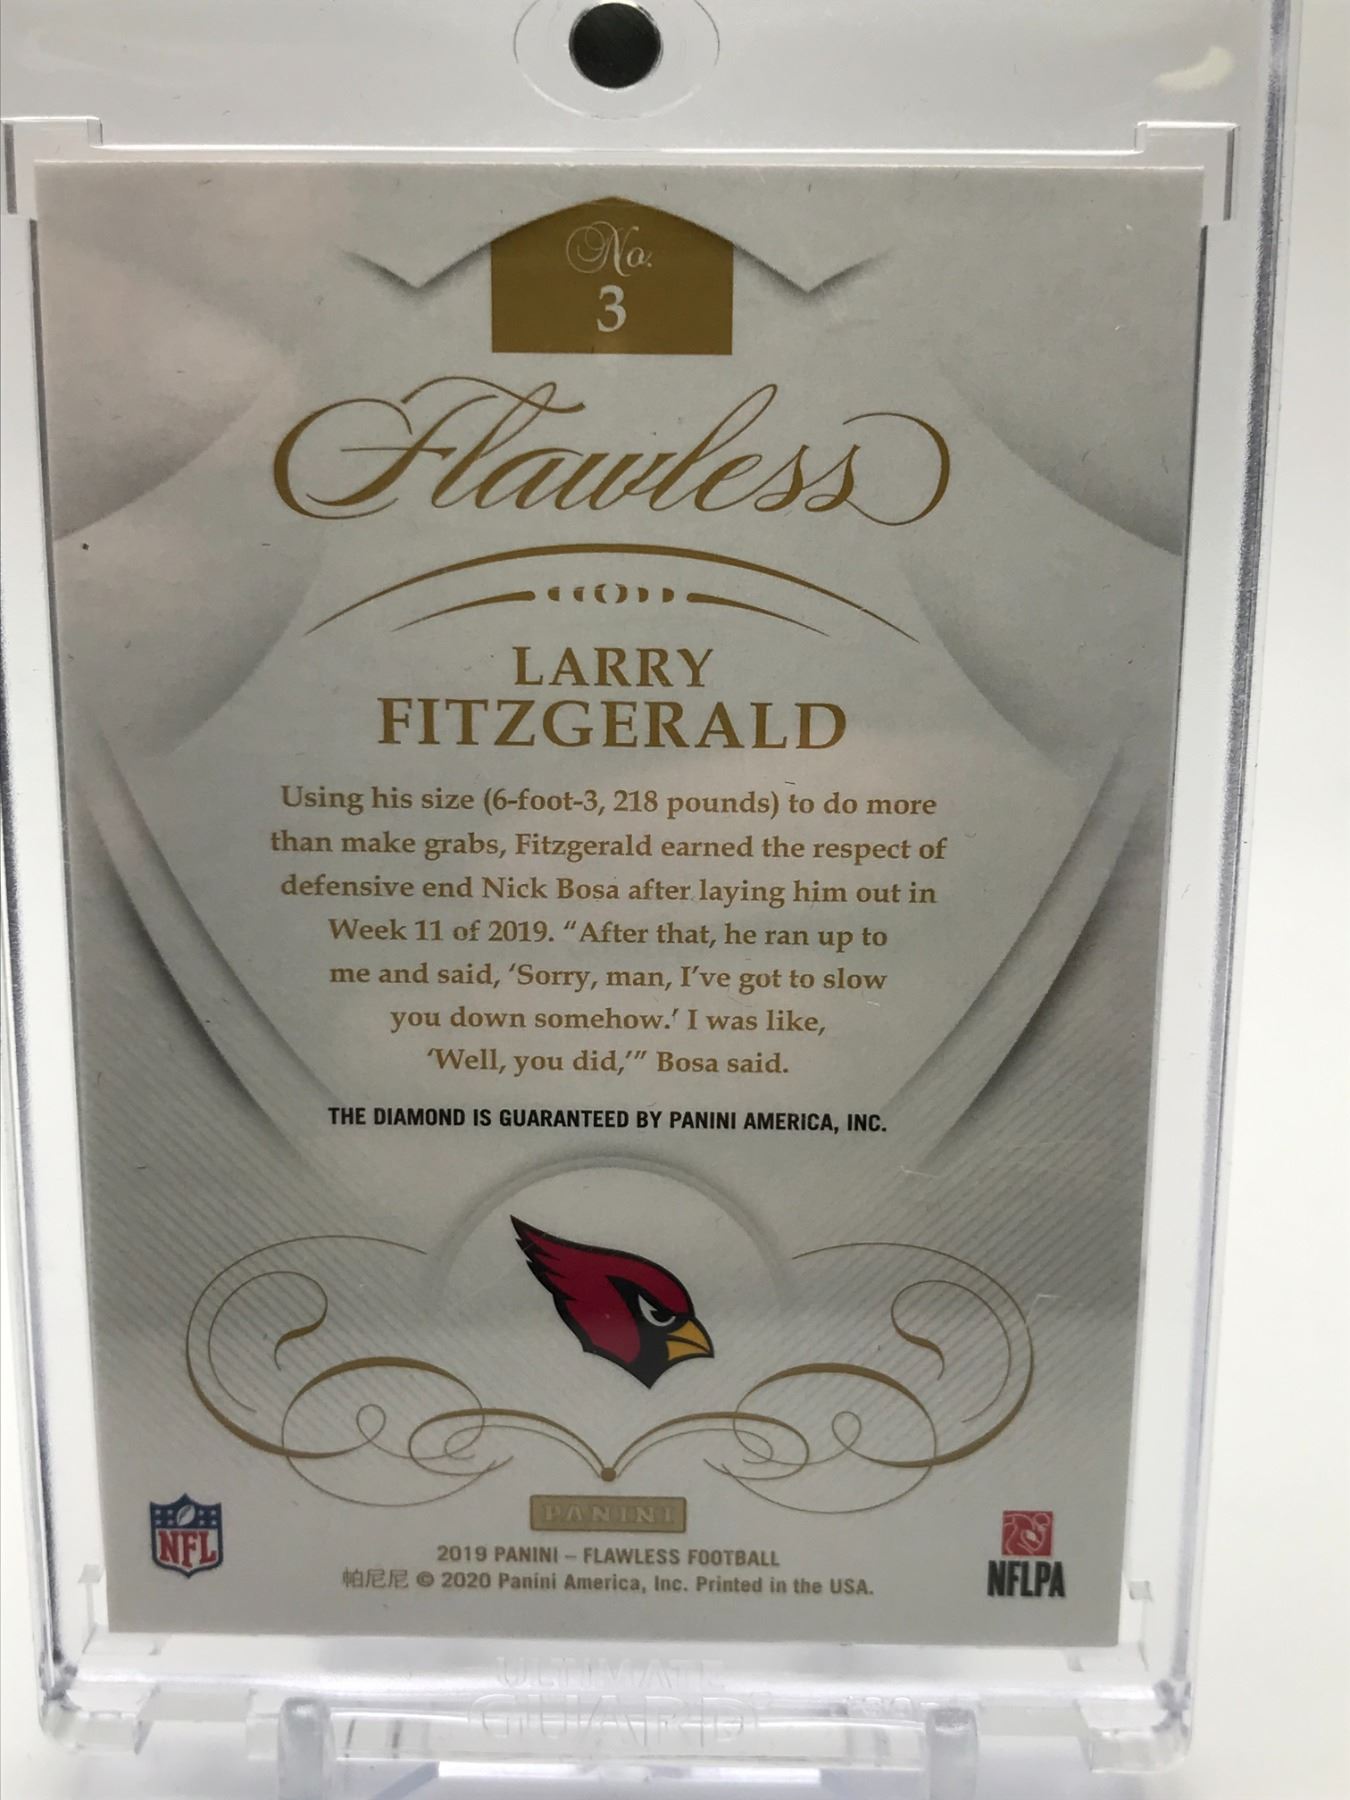 No.
3
Flawless
LARRY
FITZGERALD
Using his size (6-foot-3, 218 pounds) to do more
than make grabs, Fitzgerald earned the respect of
defensive end Nick Bosa after laying him out in
Week 11 of 2019. “After that, he ran up to
me and said, ‘Sorry, man, I’ve got to slow
you down somehow.’ I was like,
‘Well, you did,’” Bosa said.
THE DIAMOND IS GUARANTEED BY PANINI AMERICA, INC.
PANINI
NFL
2019 PANINI – FLAWLESS FOOTBALL
帕尼尼 © 2020 Panini America, Inc. Printed in the USA.
NFLPA
ULTIMATE
GUARD